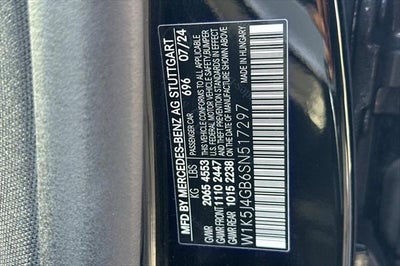 MFD. BY MERCEDES-BENZ AG STUTTGART
PASSENGER CAR 696 07/24
KG LBS THIS VEHICLE CONFORMS TO ALL APPLICABLE U.S.
GVWR 2065 4553 FEDERAL MOTOR VEHICLE SAFETY, BUMPER
GAWR FRONT 1110 2447 AND THEFT PREVENTION STANDARDS IN
GAWR REAR 1015 2238 EFFECT ON THE DATE OF MANUFACTURE SHOWN ABOVE.
W1K5J4GB6SN517297 MADE IN HUNGARY